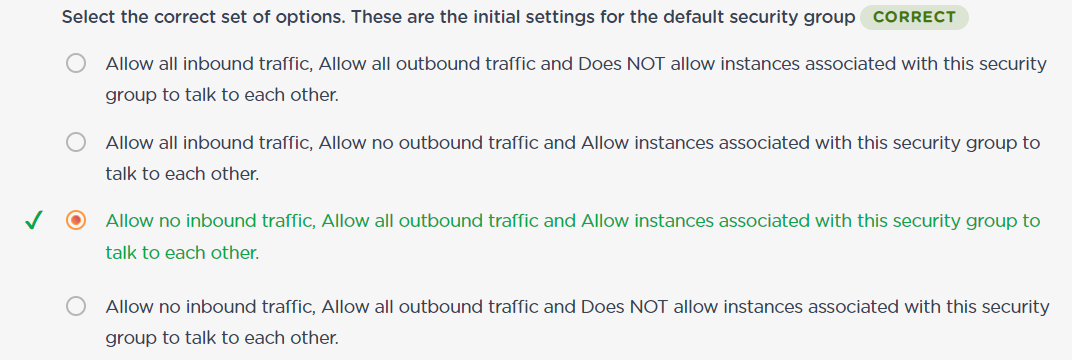 Select the correct set of options. These are the initial settings for the default security group CORRECT
Allow all inbound traffic, Allow all outbound traffic and Does NOT allow instances associated with this security
group to talk to each other.
Allow all inbound traffic, Allow no outbound traffic and Allow instances associated with this security group to
talk to each other.
Allow no inbound traffic, Allow all outbound traffic and Allow instances associated with this security group to
talk to each other.
Allow no inbound traffic, Allow all outbound traffic and Does NOT allow instances associated with this security
group to talk to each other.